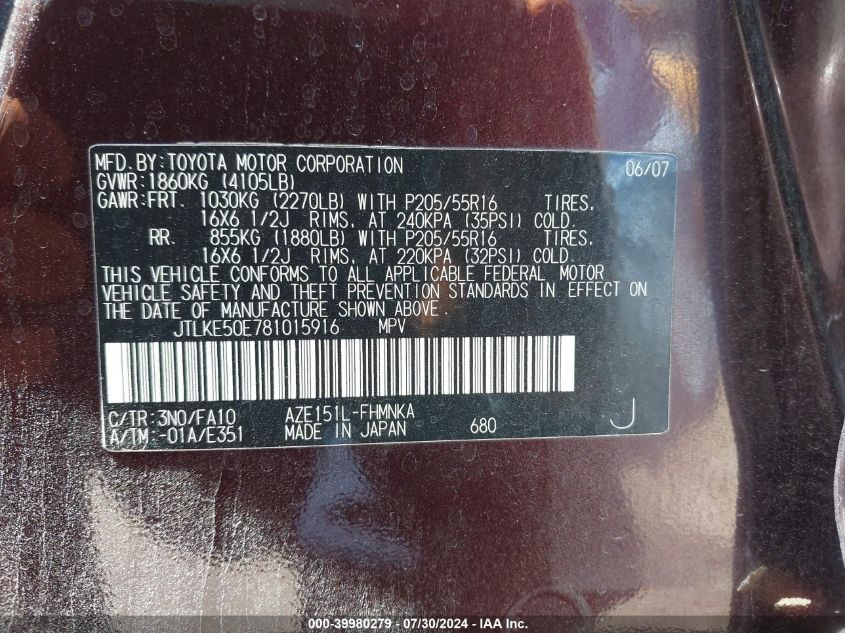 MFD. BY: TOYOTA MOTOR CORPORATION 06/07
GVWR: 1860KG (4105LB)
GAWR: FRT. 1030KG (2270LB) WITH P205/55R16 TIRES,
16X6 1/2J RIMS, AT 240KPA (35PSI) COLD.
RR. 855KG (1880LB) WITH P205/55R16 TIRES,
16X6 1/2J RIMS, AT 220KPA (32PSI) COLD.
THIS VEHICLE CONFORMS TO ALL APPLICABLE FEDERAL MOTOR
VEHICLE SAFETY AND THEFT PREVENTION STANDARDS IN EFFECT ON
THE DATE OF MANUFACTURE SHOWN ABOVE.
JTLKE50E781015916 MPV
C/TR: 3N0/FA10 AZE151L-FHMNKA
A/TM: -01A/E351 MADE IN JAPAN 680 J
000-39980279 - 07/30/2024 - IAA Inc.